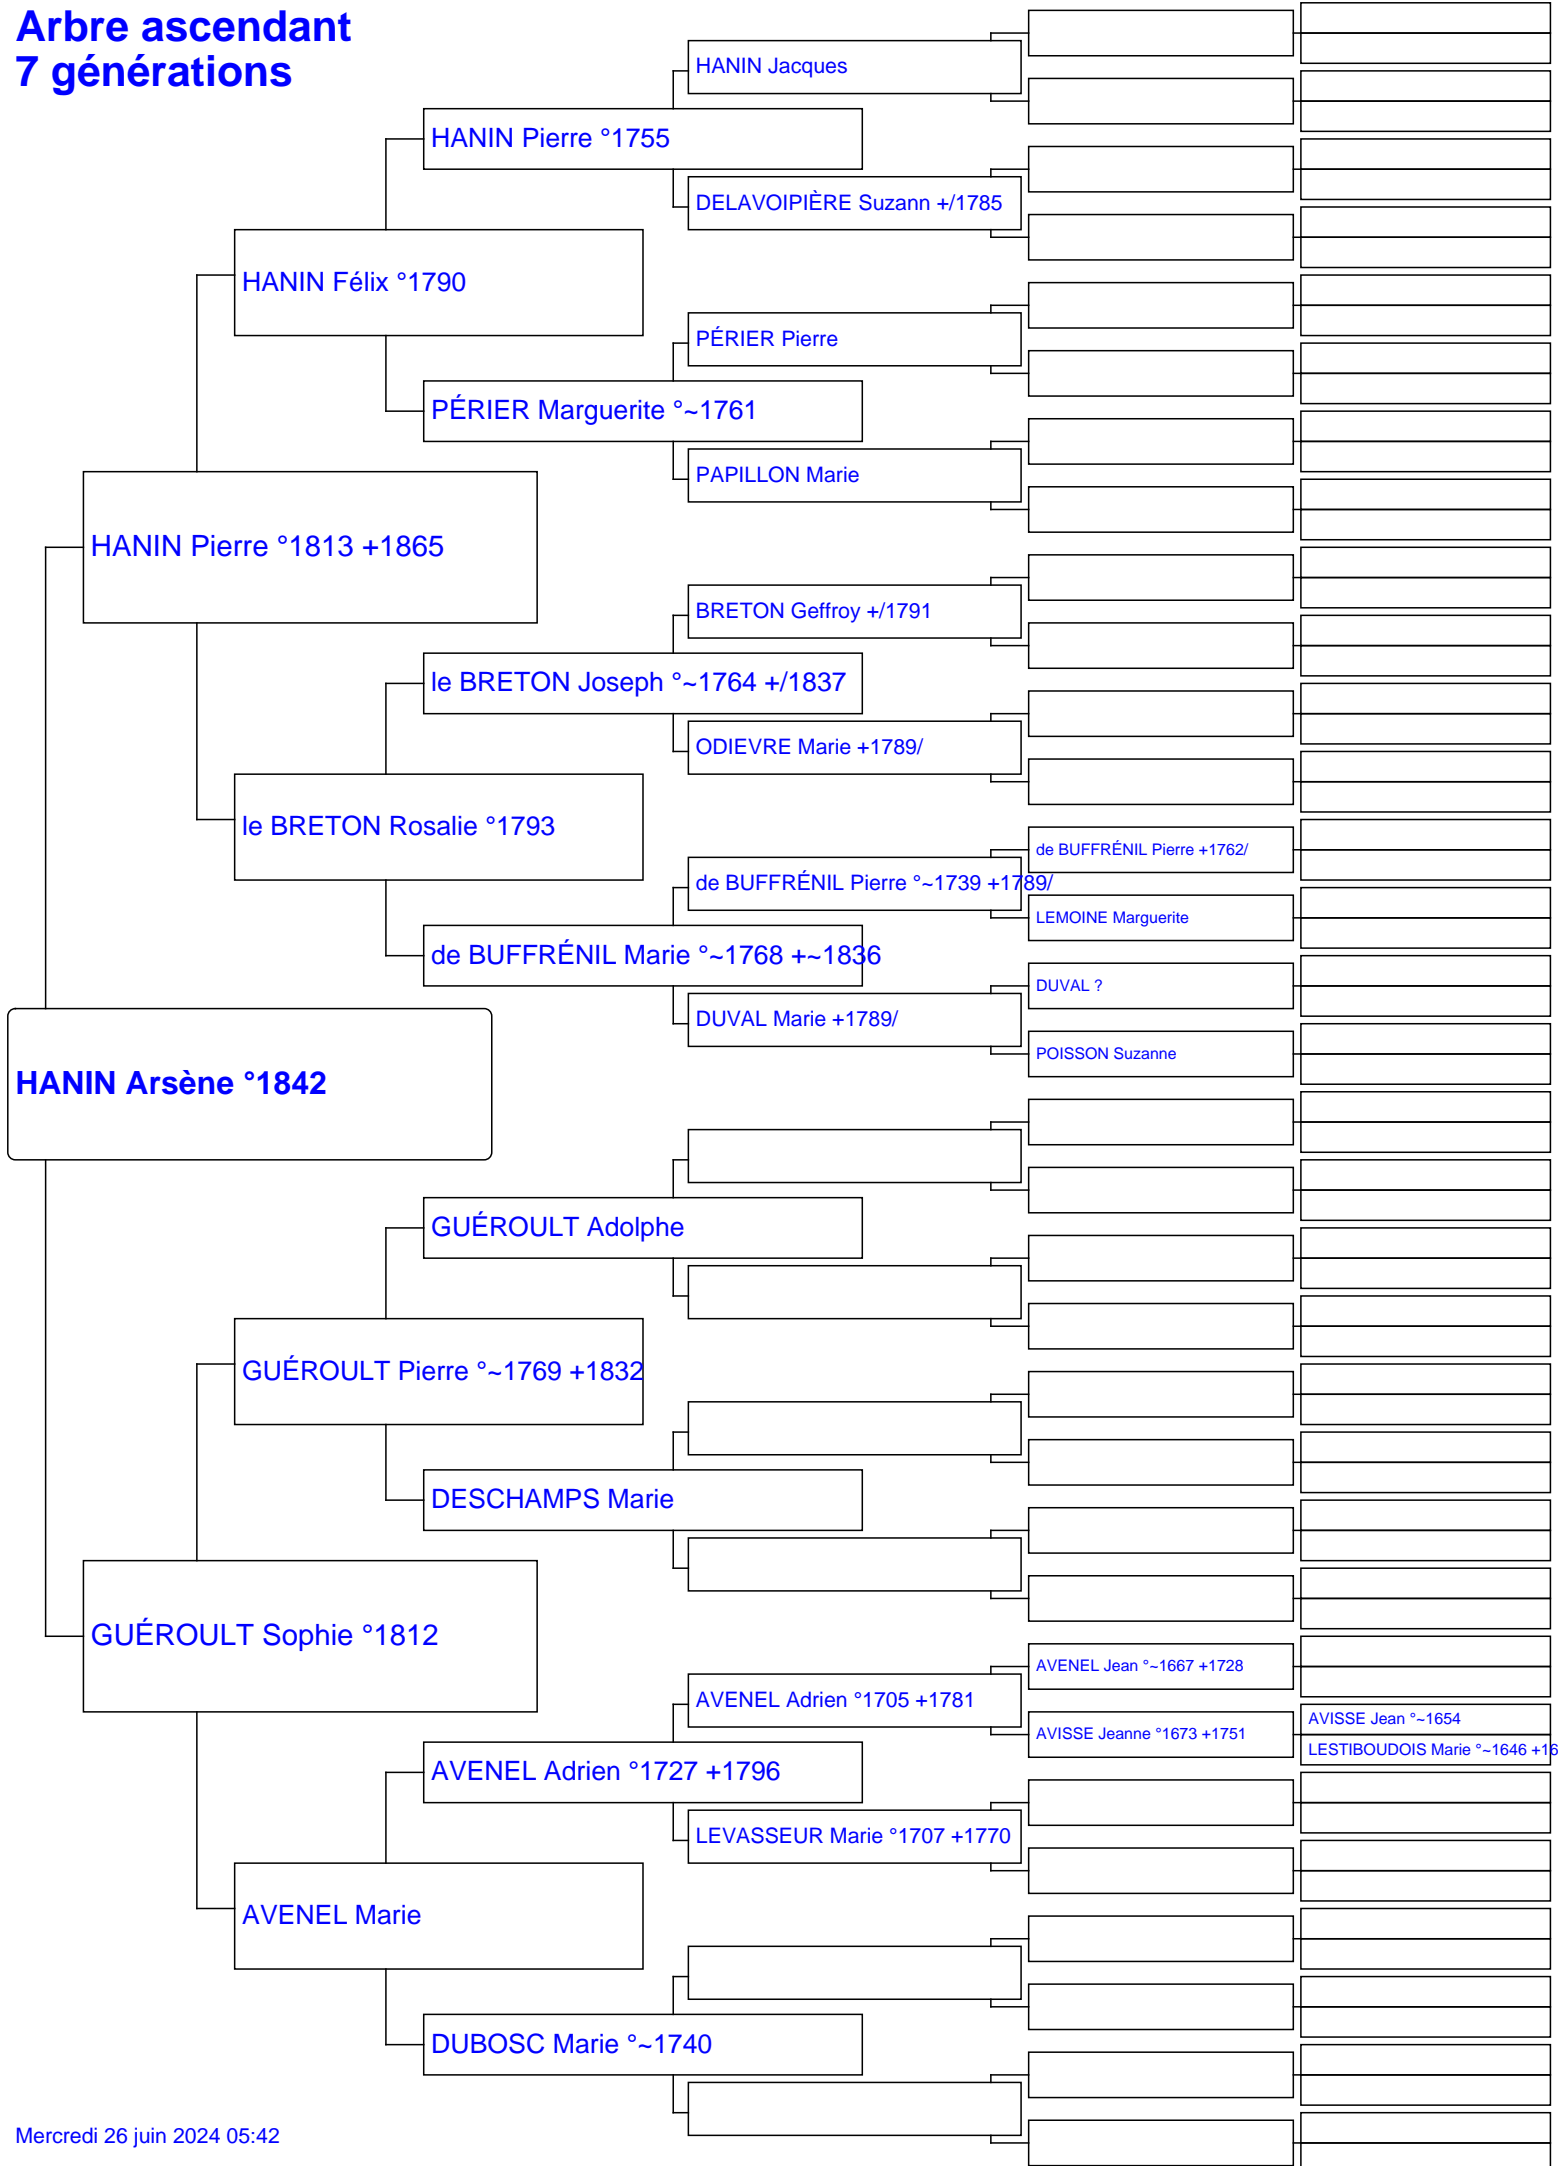 Arbre ascendant
7 générations
HANIN Jacques
HANIN Pierre °1755
DELAVOIPIÈRE Suzann +/1785
HANIN Félix °1790
PÉRIER Pierre
PÉRIER Marguerite °~1761
PAPILLON Marie
HANIN Pierre °1813 +1865
BRETON Geffroy +/1791
le BRETON Joseph °~1764 +/1837
ODIEVRE Marie +1789/
le BRETON Rosalie °1793
de BUFFRÉNIL Pierre +1762/
de BUFFRÉNIL Pierre °~1739 +1789/
LEMOINE Marguerite
de BUFFRÉNIL Marie °~1768 +~1836
DUVAL ?
DUVAL Marie +1789/
POISSON Suzanne
HANIN Arsène °1842
GUÉROULT Adolphe
GUÉROULT Pierre °~1769 +1832
DESCHAMPS Marie
GUÉROULT Sophie °1812
AVENEL Jean °~1667 +1728
AVENEL Adrien °1705 +1781
AVISSE Jean °~1654
AVISSE Jeanne °1673 +1751
LESTIBOUDOIS Marie °~1646 +16
AVENEL Adrien °1727 +1796
LEVASSEUR Marie °1707 +1770
AVENEL Marie
DUBOSC Marie °~1740
Mercredi 26 juin 2024 05:42